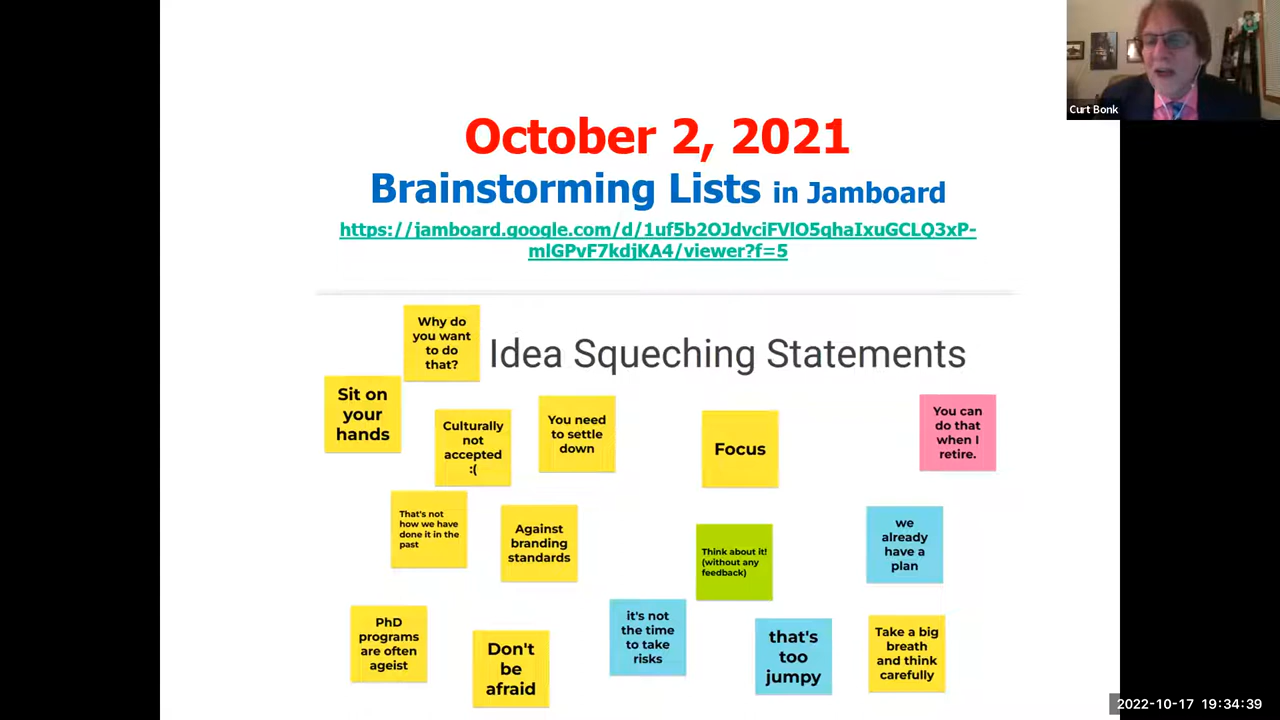 October 2, 2021
Brainstorming Lists in Jamboard
https://jamboard.google.com/d/1uf5b2OJdvciFVlO5qhaIxuGCLQ3xP-
mlGPvF7kdjKA4/viewer?f=5
Curt Bonk
Idea Squeching Statements
Why do
you want
to do
that?
Sit on
your
hands
Culturally
not
accepted
:(
You need
to settle
down
Focus
You can
do that
when I
retire.
That's not
how we have
done it in the
past
Against
branding
standards
Think about it!
(without any
feedback)
we
already
have a
plan
PhD
programs
are often
ageist
Don't
be
afraid
it's not
the time
to take
risks
that's
too
jumpy
Take a big
breath
and think
carefully
2022-10-17 19:34:39